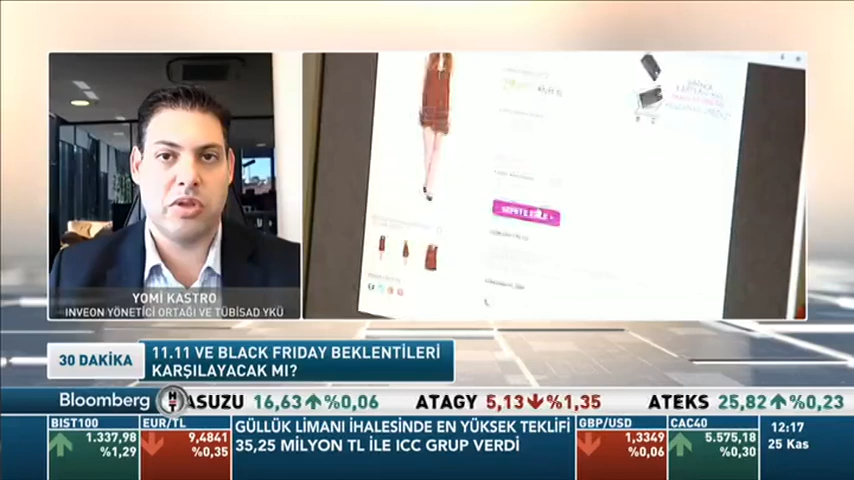 SEPETE EKLE
YOMİ KASTRO
INVEON YÖNETİCİ ORTAĞI VE TÜBİSAD YKÜ
30 DAKİKA
11.11 VE BLACK FRIDAY BEKLENTİLERİ
KARŞILAYACAK MI?
Bloomberg HT
ASUZU 16,63 %0,06 ATAGY 5,13 %1,35 ATEKS 25,82 %0,23
BIST100
1.337,98
%1,29
EUR/TL
9,4841
%0,35
GÜLLÜK LİMANI İHALESİNDE EN YÜKSEK TEKLİFİ
35,25 MİLYON TL İLE ICC GRUP VERDİ
GBP/USD
1,3349
%0,06
CAC40
5.575,18
%0,30
12:17
25 Kas